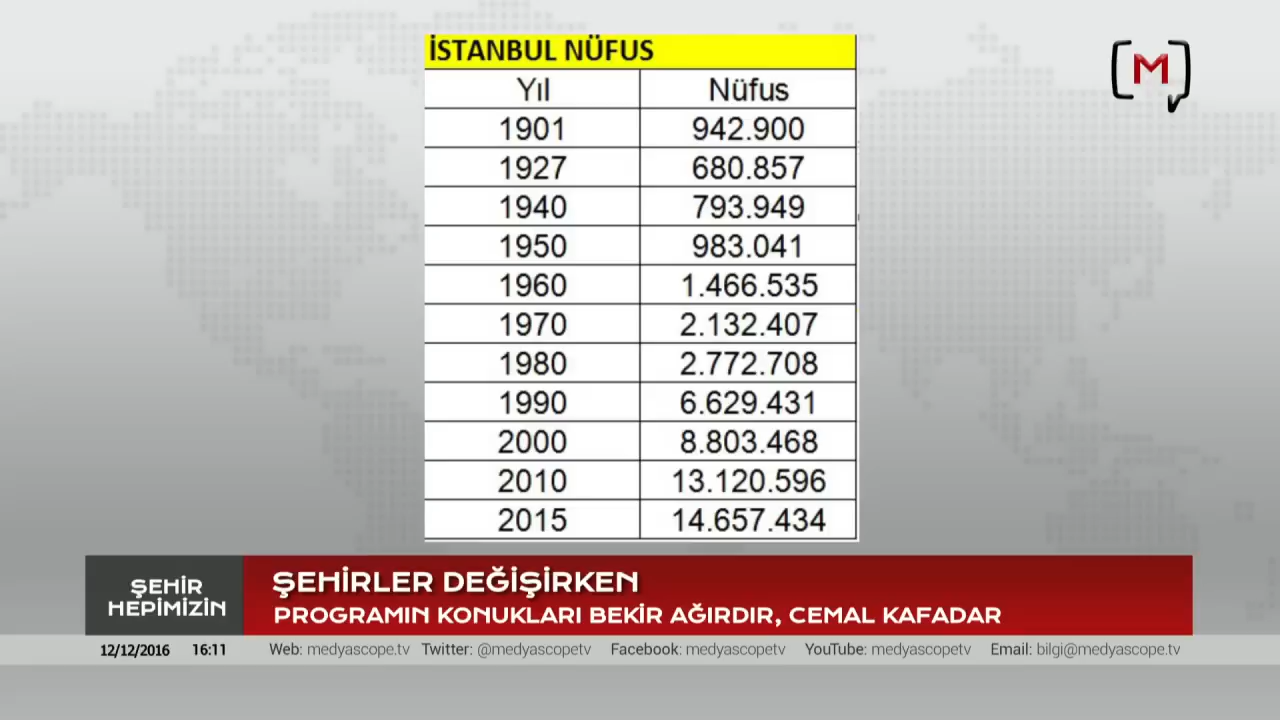 İSTANBUL NÜFUS
Yıl Nüfus
1901 942.900
1927 680.857
1940 793.949
1950 983.041
1960 1.466.535
1970 2.132.407
1980 2.772.708
1990 6.629.431
2000 8.803.468
2010 13.120.596
2015 14.657.434
[M]
ŞEHİR
HEPİMİZİN
ŞEHİRLER DEĞİŞİRKEN
PROGRAMIN KONUKLARI BEKİR AĞIRDIR, CEMAL KAFADAR
12/12/2016 16:11 Web: medyascope.tv Twitter: @medyascopetv Facebook: medyascopetv YouTube: medyascopetv Email: bilgi@medyascope.tv